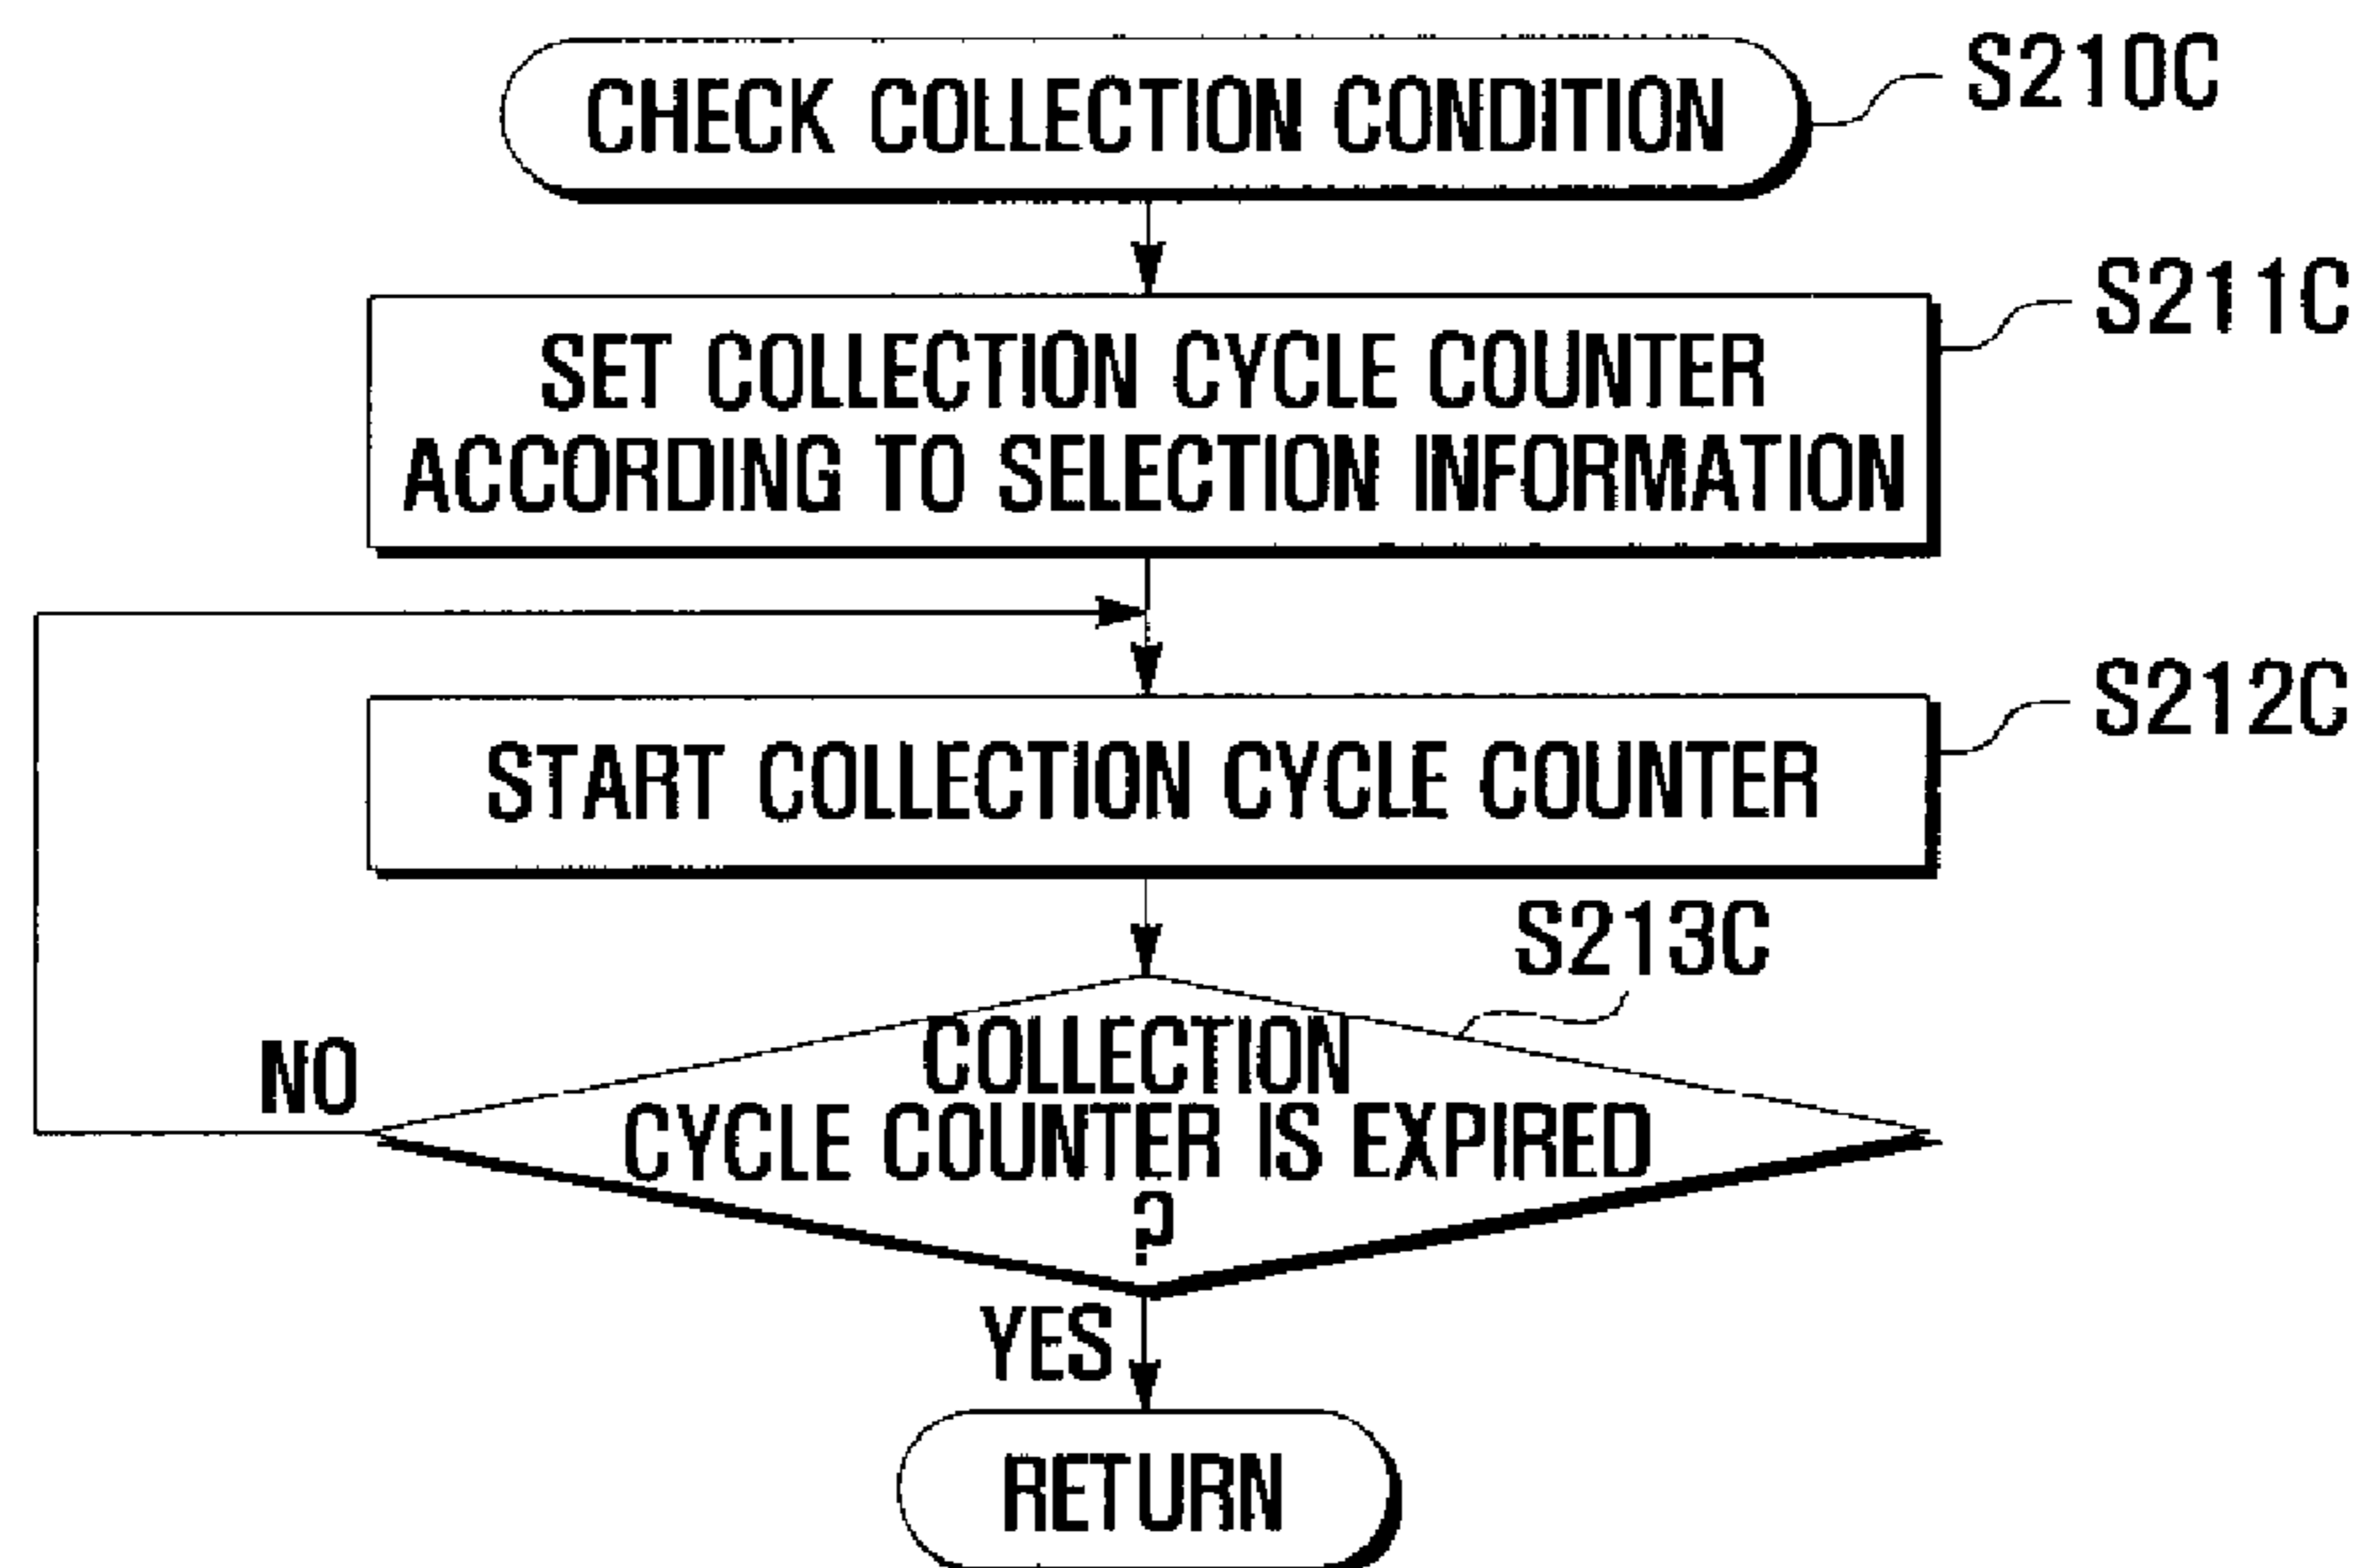 CHECK COLLECTION CONDITION
S210C
SET COLLECTION CYCLE COUNTER
ACCORDING TO SELECTION INFORMATION
S211C
START COLLECTION CYCLE COUNTER
S212C
S213C
COLLECTION
CYCLE COUNTER IS EXPIRED
?
NO
YES
RETURN